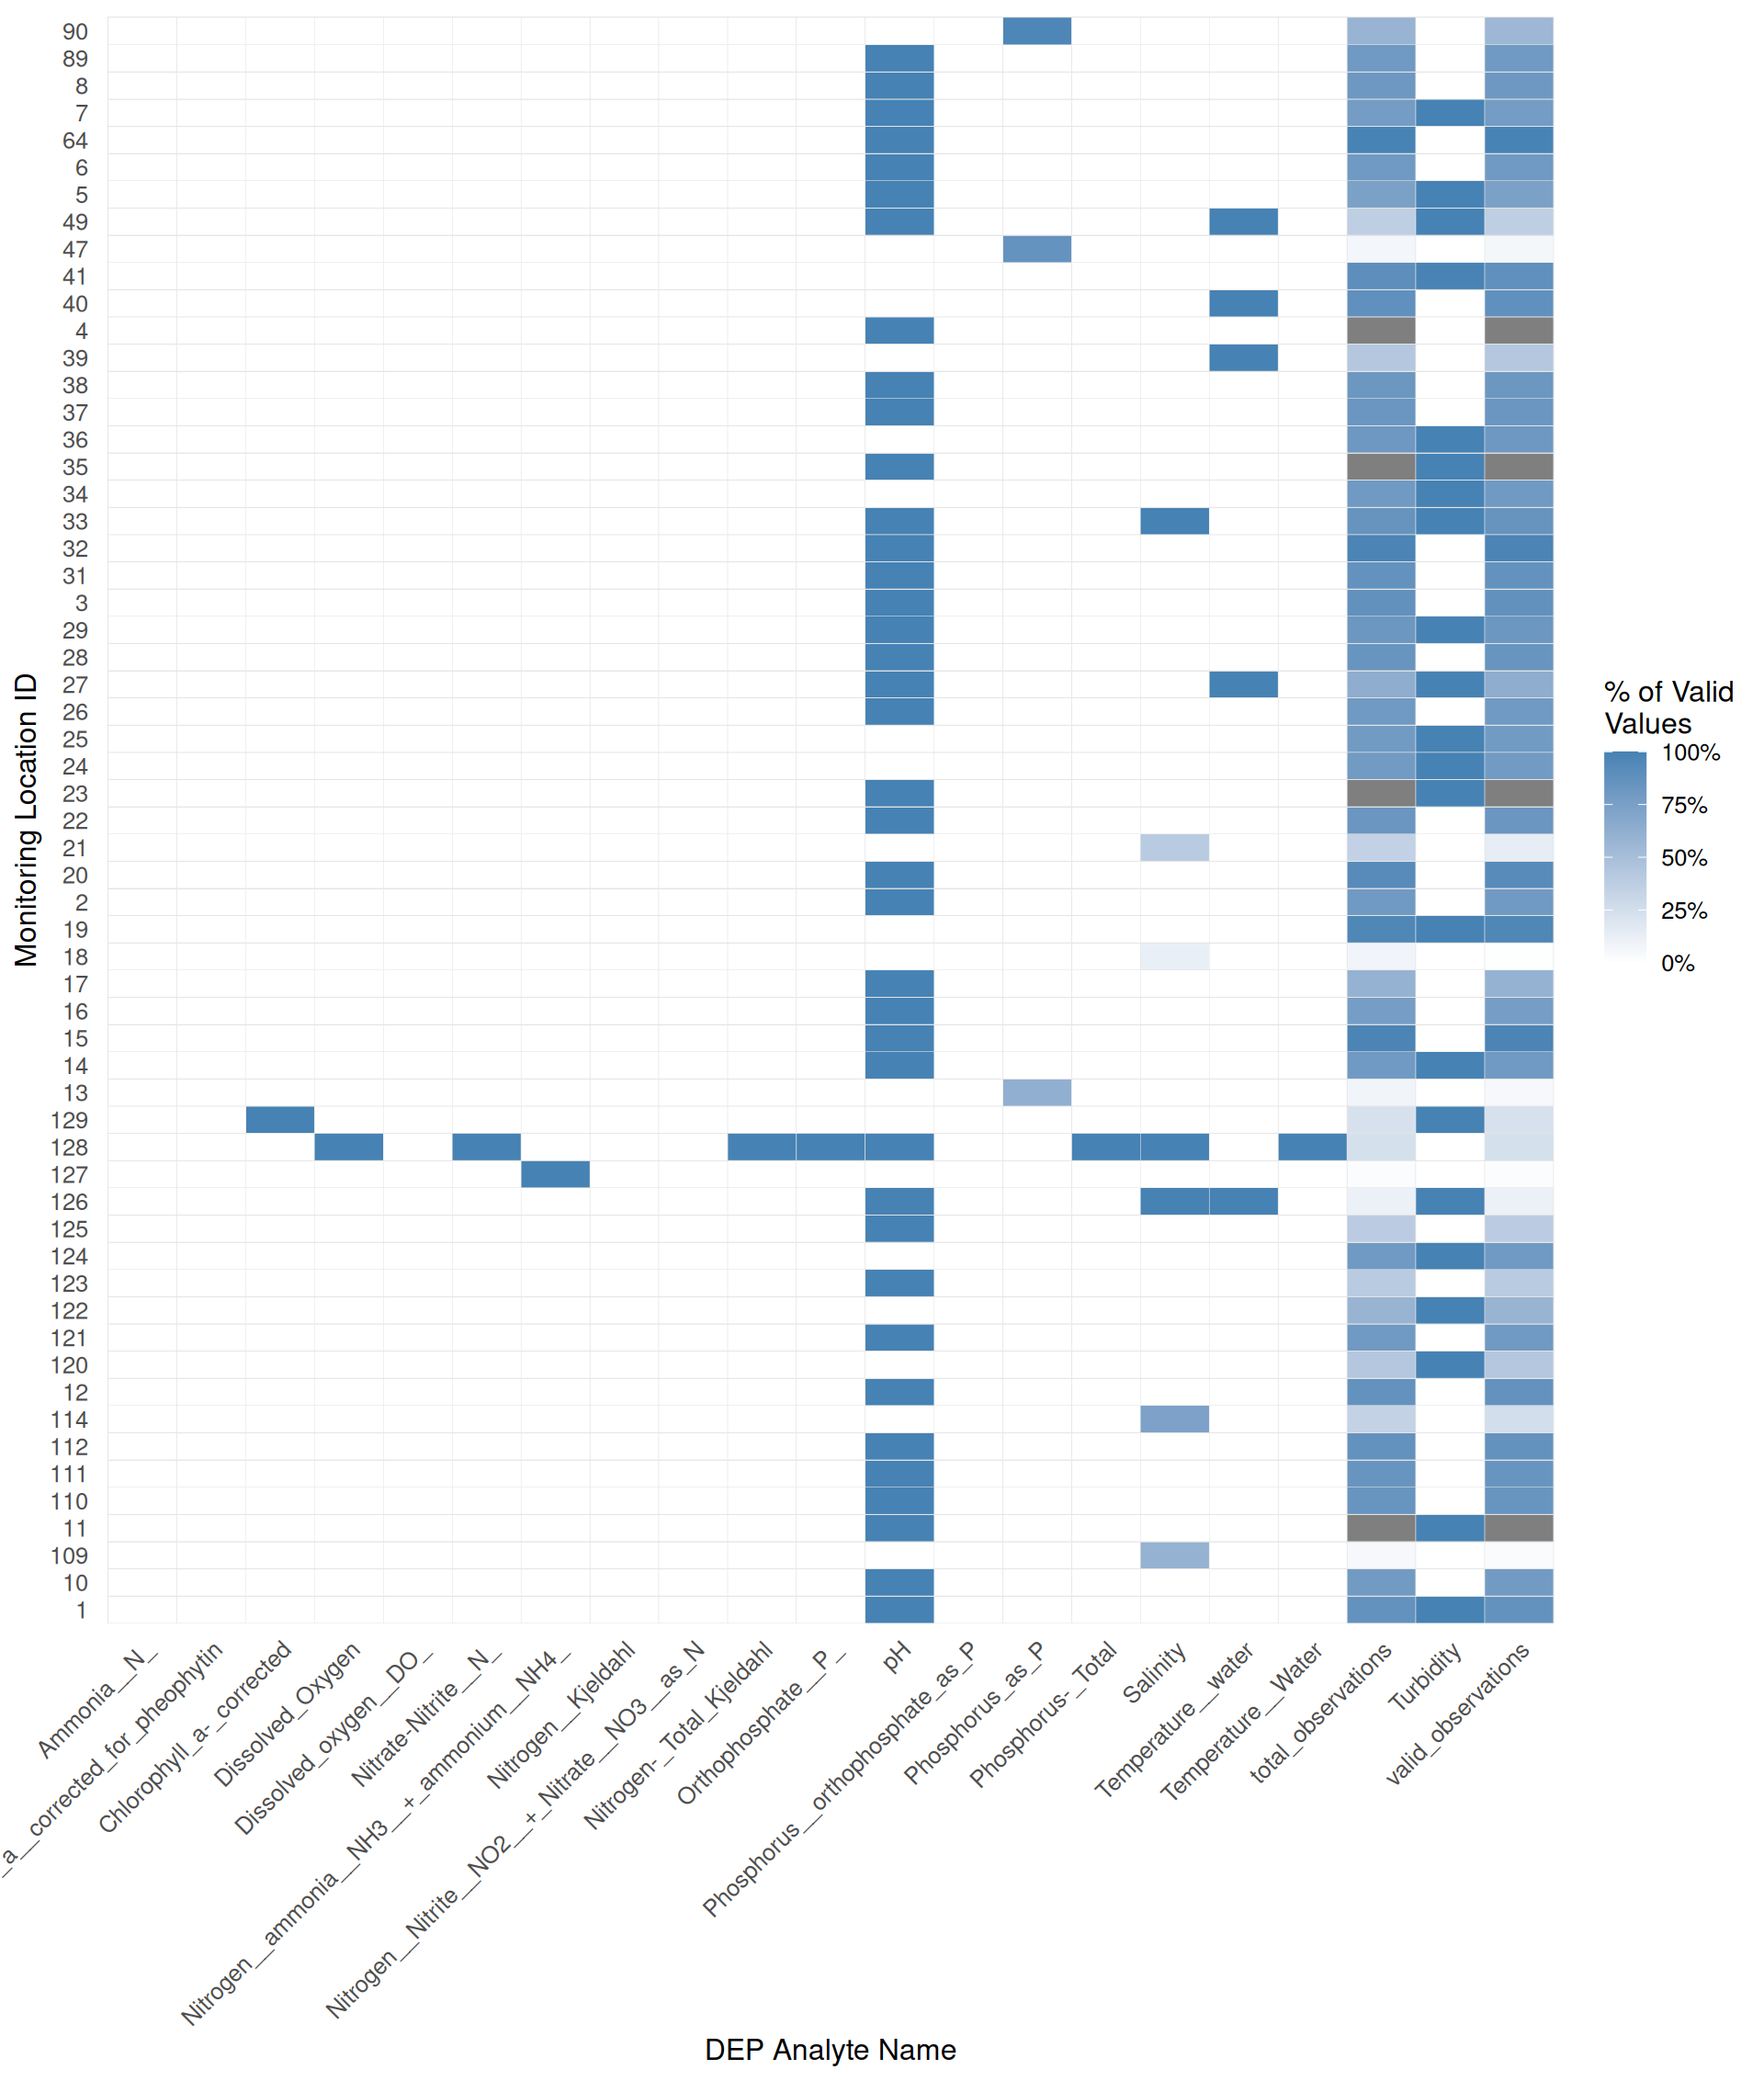 90
89
8
7
64
6
5
49
47
41
40
4
39
38
37
36
35
34
33
32
31
3
29
28
27
26
25
24
23
22
21
20
2
19
18
17
16
15
14
13
129
128
127
126
125
124
123
122
121
120
12
114
112
111
110
11
109
10
1
Monitoring Location ID
Ammonia__N_
_a__corrected_for_pheophytin
Chlorophyll_a-_corrected
Dissolved_Oxygen
Dissolved_oxygen__DO_
Nitrate-Nitrite__N_
Nitrogen__ammonia__NH3__+_ammonium__NH4_
Nitrogen__Kjeldahl
Nitrogen__Nitrite__NO2__+_Nitrate__NO3__as_N
Nitrogen-_Total_Kjeldahl
Orthophosphate__P_
pH
Phosphorus__orthophosphate_as_P
Phosphorus_as_P
Phosphorus-_Total
Salinity
Temperature__water
Temperature__Water
total_observations
Turbidity
valid_observations
DEP Analyte Name
% of Valid
Values
100%
75%
50%
25%
0%